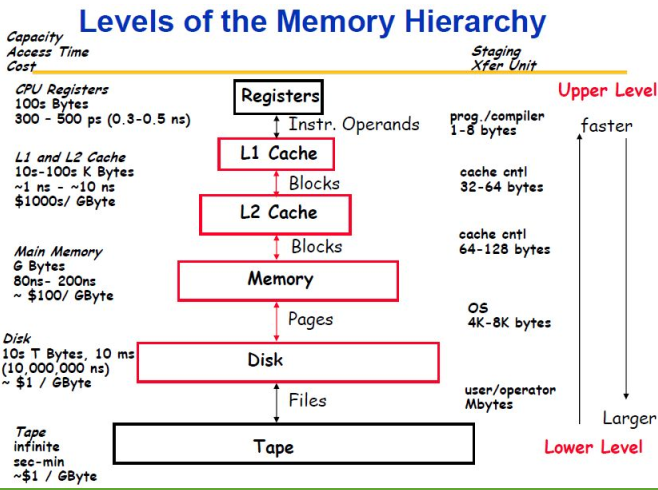 Levels of the Memory Hierarchy
Capacity
Access Time
Cost
Staging
Xfer Unit
CPU Registers
100s Bytes
300 - 500 ps (0.3-0.5 ns)
Registers
Upper Level
Instr. Operands
prog./compiler
1-8 bytes
faster
L1 and L2 Cache
10s-100s K Bytes
~1 ns - ~10 ns
$1000s/ GByte
L1 Cache
Blocks
cache cntl
32-64 bytes
L2 Cache
Blocks
cache cntl
64-128 bytes
Main Memory
G Bytes
80ns- 200ns
~ $100/ GByte
Memory
Pages
OS
4K-8K bytes
Disk
10s T Bytes, 10 ms
(10,000,000 ns)
~ $1 / GByte
Disk
Files
user/operator
Mbytes
Larger
Tape
infinite
sec-min
~$1 / GByte
Tape
Lower Level